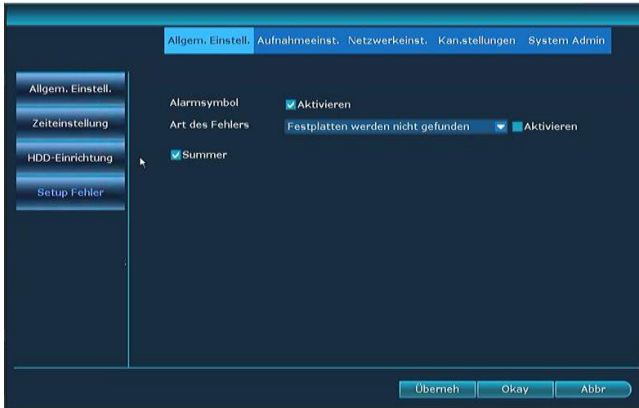 Allgem. Einstell. Aufnahmeeinst. Netzwerkeinst. Kan.stellungen System Admin
Allgem. Einstell.
Zeiteinstellung
HDD-Einrichtung
Setup Fehler
Alarmsymbol Aktivieren
Art des Fehlers Festplatten werden nicht gefunden Aktivieren
Summer
Überneh Okay Abbr